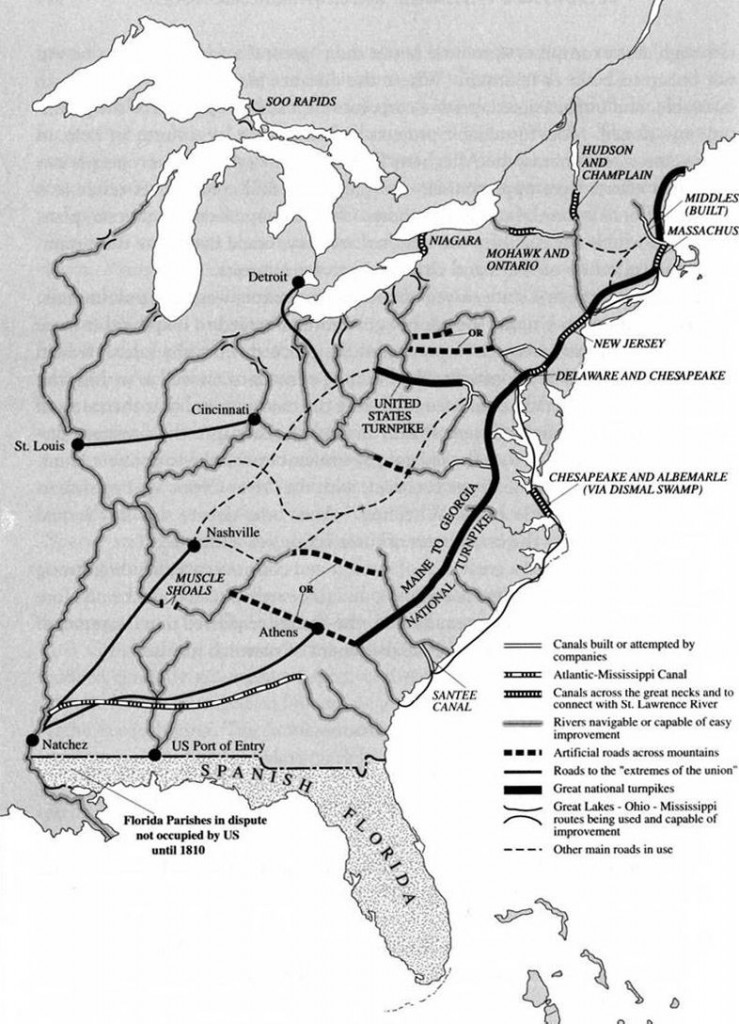 SOO RAPIDS
HUDSON
AND
CHAMPLAIN
MIDDLES
(BUILT)
MASSACHUS
NIAGARA
MOHAWK AND
ONTARIO
Detroit
OR
NEW JERSEY
DELAWARE AND CHESAPEAKE
UNITED
STATES
TURNPIKE
Cincinnati
St. Louis
CHESAPEAKE AND ALBEMARLE
(VIA DISMAL SWAMP)
MAINE TO GEORGIA
NATIONAL TURNPIKE
Nashville
MUSCLE
SHOALS
OR
Athens
SANTEE
CANAL
Natchez
US Port of Entry
SPANISH
FLORIDA
Florida Parishes in dispute
not occupied by US
until 1810
Canals built or attempted by
companies
Atlantic-Mississippi Canal
Canals across the great necks and to
connect with St. Lawrence River
Rivers navigable or capable of easy
improvement
Artificial roads across mountains
Roads to the "extremes of the union"
Great national turnpikes
Great Lakes - Ohio - Mississippi
routes being used and capable of
improvement
Other main roads in use